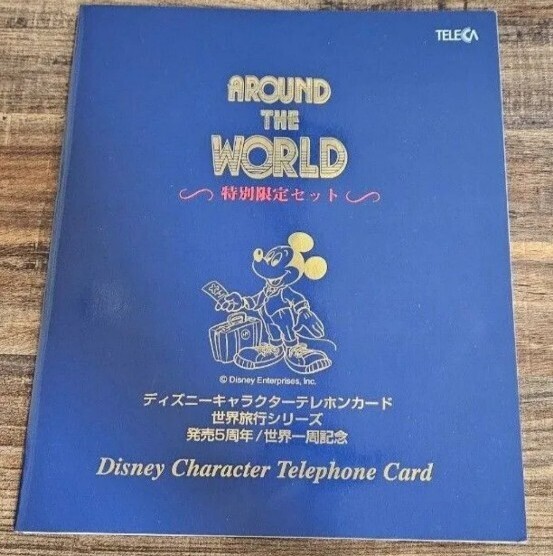 TELECA
AROUND
THE
WORLD
特別限定セット
© Disney Enterprises, Inc.
ディズニーキャラクターテレホンカード
世界旅行シリーズ
発売5周年/世界一周記念
Disney Character Telephone Card